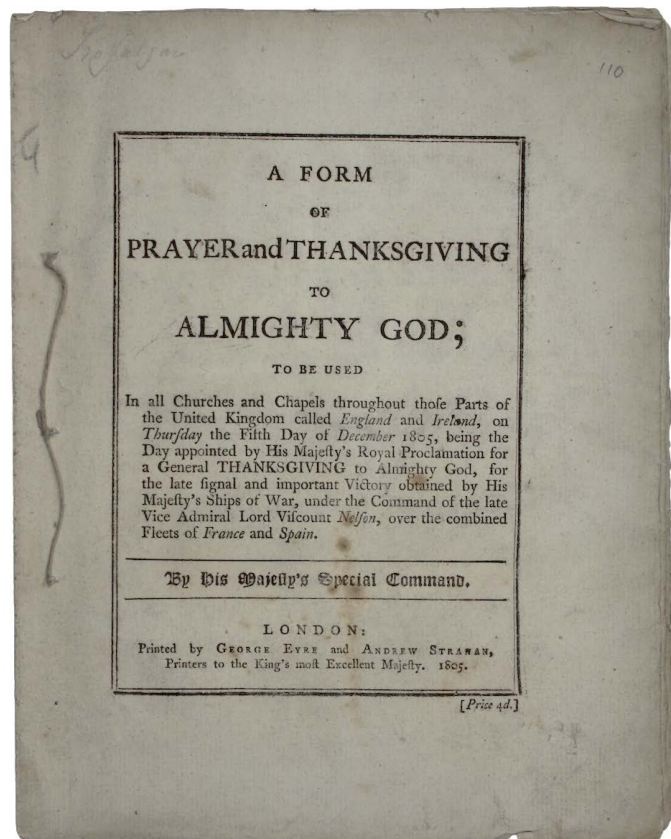 Trafalgar
110
A FORM
OF
PRAYER and THANKSGIVING
TO
ALMIGHTY GOD;
TO BE USED
In all Churches and Chapels throughout thoſe Parts of
the United Kingdom called England and Ireland, on
Thurſday the Fifth Day of December 1805, being the
Day appointed by His Majeſty's Royal Proclamation for
a General THANKSGIVING to Almighty God, for
the late ſignal and important Victory obtained by His
Majeſty's Ships of War, under the Command of the late
Vice Admiral Lord Viſcount Nelſon, over the combined
Fleets of France and Spain.
By His Majeſty's Special Command.
LONDON:
Printed by GEORGE EYRE and ANDREW STRAHAN,
Printers to the King's moſt Excellent Majeſty. 1805.
[Price 4d.]